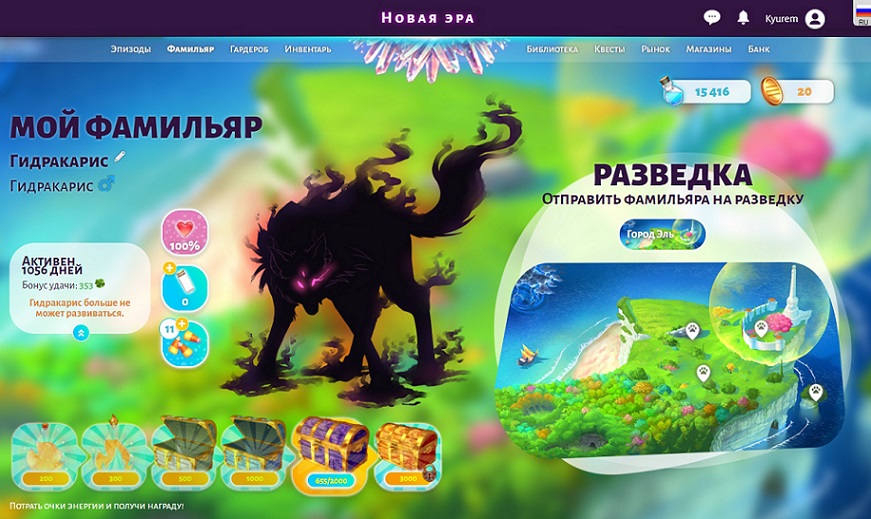 Новая эра
Kyurem
RU
Эпизоды Фамильяр Гардероб Инвентарь Библиотека Квесты Рынок Магазины Банк
15 416 20
МОЙ ФАМИЛЬЯР
Гидракарис
Гидракарис
РАЗВЕДКА
Отправить фамильяра на разведку
Город Эль
100%
Активен
1056 дней
Бонус удачи: 353
Гидракарис больше не
может развиваться.
0
11
200 300 500 1000 655/2000 3000
Потрать очки энергии и получи награду!